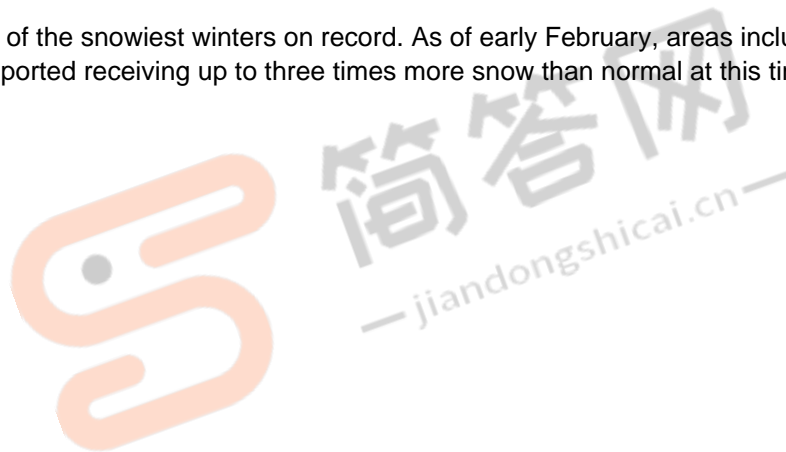 of the snowiest winters on record. As of early February, areas inclu
ported receiving up to three times more snow than normal at this ti
简答网
jiandongshicai.cn